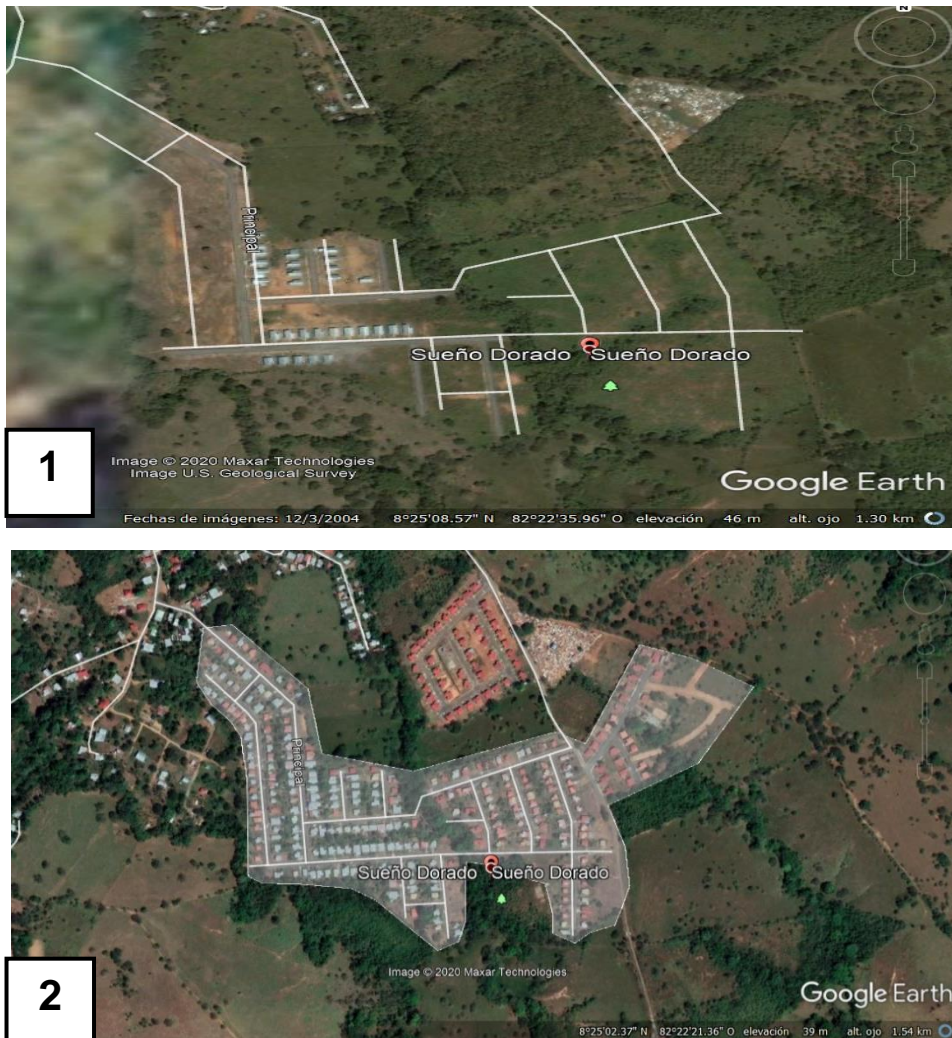 N
Principal
Sueño Dorado Sueño Dorado
1
Image © 2020 Maxar Technologies
Image U.S. Geological Survey
Google Earth
Fechas de imágenes: 12/3/2004 8°25'08.57" N 82°22'35.96" O elevación 46 m alt. ojo 1.30 km
Principal
Sueño Dorado Sueño Dorado
Image © 2020 Maxar Technologies
2
Google Earth
8°25'02.37" N 82°22'21.36" O elevación 39 m alt. ojo 1.54 km